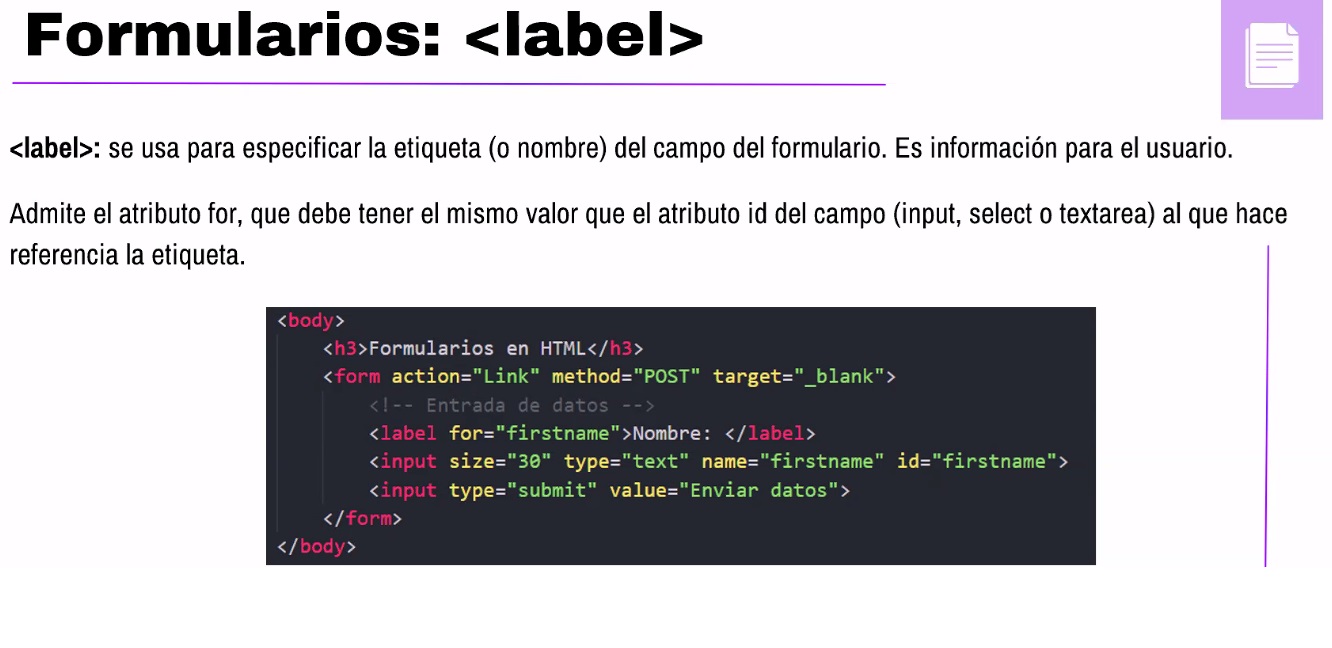 Formularios: <label>
<label>: se usa para especificar la etiqueta (o nombre) del campo del formulario. Es información para el usuario.
Admite el atributo for, que debe tener el mismo valor que el atributo id del campo (input, select o textarea) al que hace
referencia la etiqueta.
<body>
    <h3>Formularios en HTML</h3>
    <form action="Link" method="POST" target="_blank">
        <!-- Entrada de datos -->
        <label for="firstname">Nombre: </label>
        <input size="30" type="text" name="firstname" id="firstname">
        <input type="submit" value="Enviar datos">
    </form>
</body>